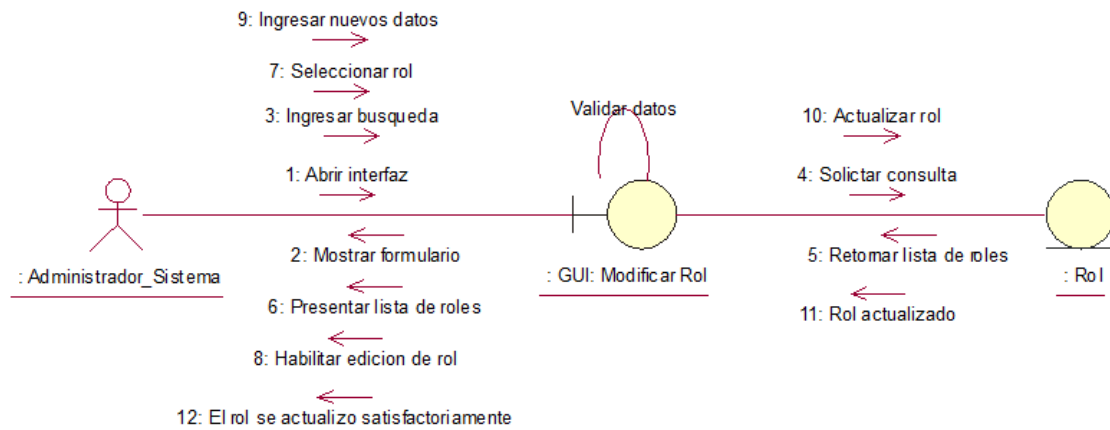 9: Ingresar nuevos datos
7: Seleccionar rol
3: Ingresar busqueda
1: Abrir interfaz
Validar datos
10: Actualizar rol
4: Solictar consulta
2: Mostrar formulario
5: Retornar lista de roles
: Administrador_Sistema
: GUI: Modificar Rol
: Rol
6: Presentar lista de roles
11: Rol actualizado
8: Habilitar edicion de rol
12: El rol se actualizo satisfactoriamente